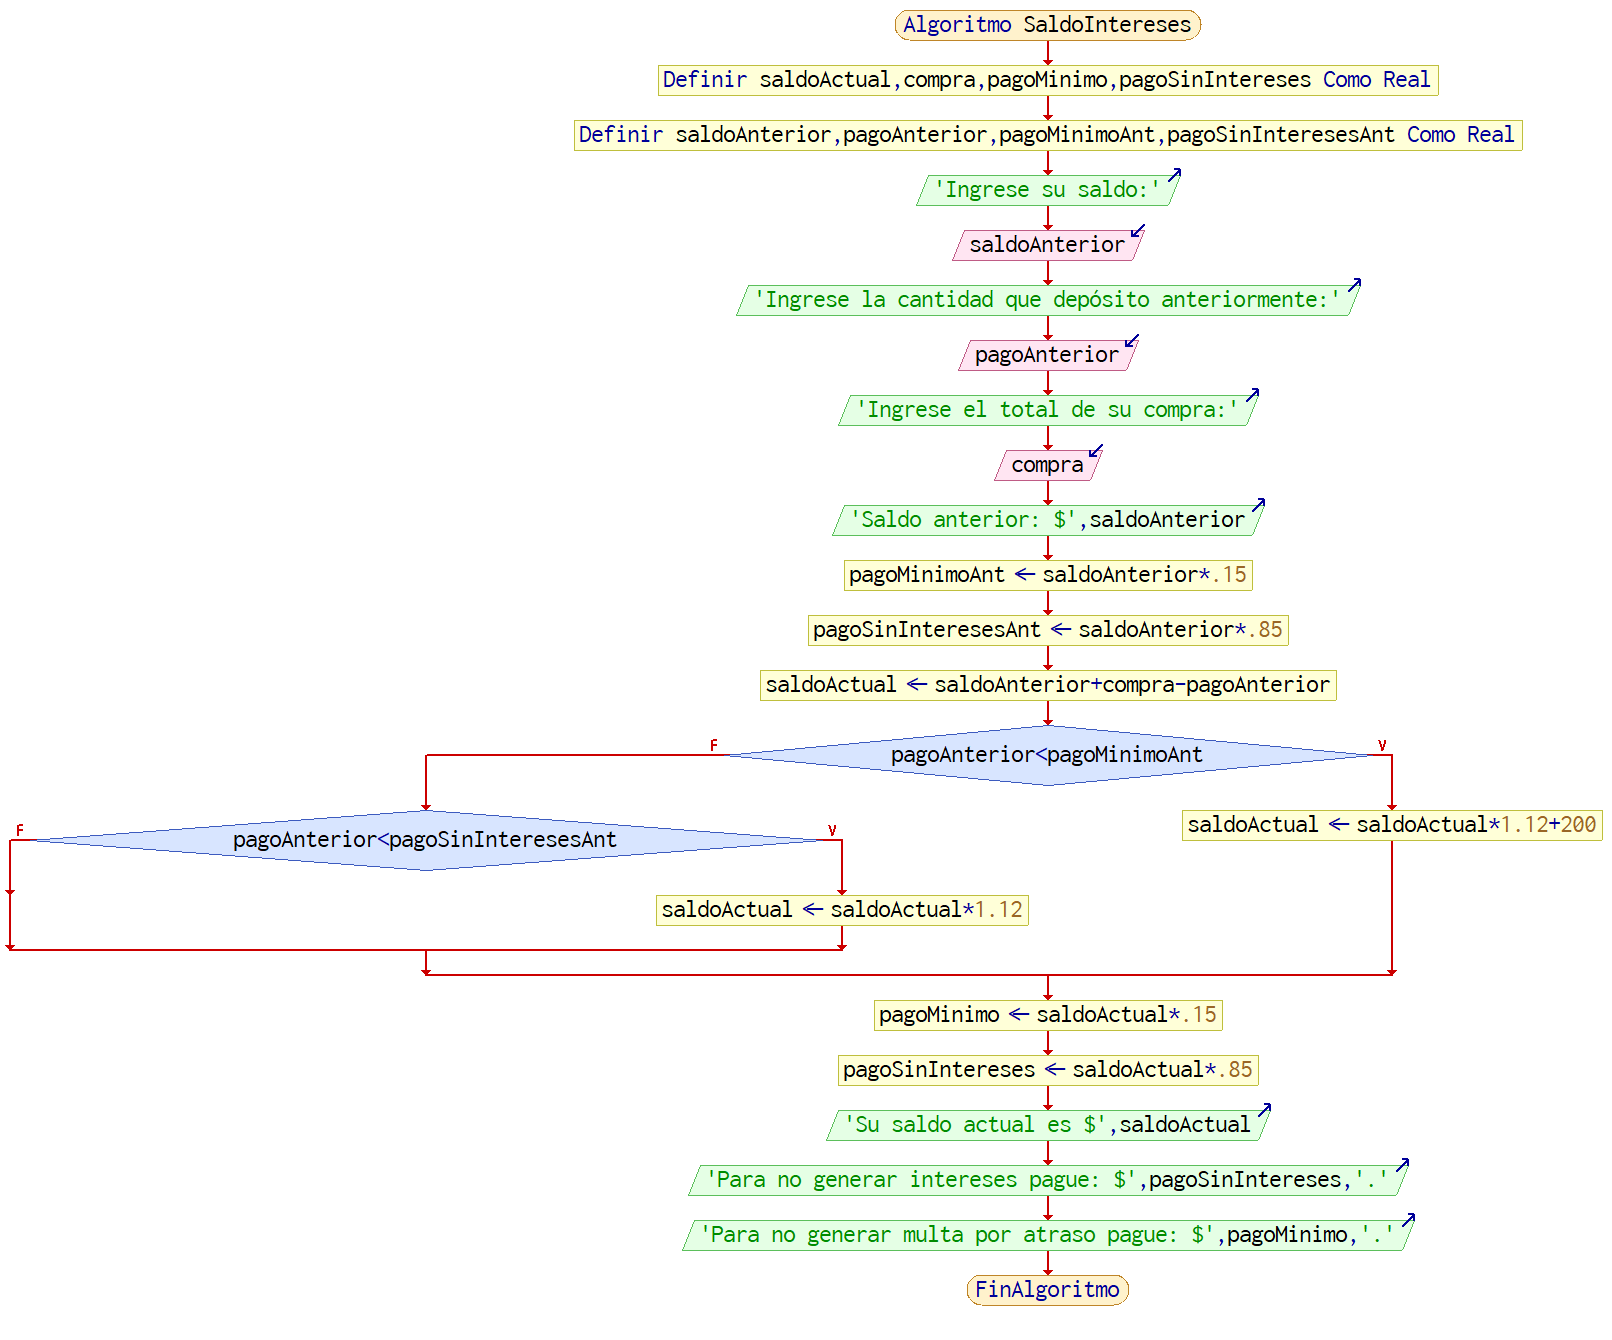 Algoritmo SaldoIntereses
Definir saldoActual,compra,pagoMinimo,pagoSinIntereses Como Real
Definir saldoAnterior,pagoAnterior,pagoMinimoAnt,pagoSinInteresesAnt Como Real
'Ingrese su saldo:'
saldoAnterior
'Ingrese la cantidad que depósito anteriormente:'
pagoAnterior
'Ingrese el total de su compra:'
compra
'Saldo anterior: $',saldoAnterior
pagoMinimoAnt ← saldoAnterior*.15
pagoSinInteresesAnt ← saldoAnterior*.85
saldoActual ← saldoAnterior+compra-pagoAnterior
F
pagoAnterior<pagoMinimoAnt
V
saldoActual ← saldoActual*1.12+200
F
pagoAnterior<pagoSinInteresesAnt
V
saldoActual ← saldoActual*1.12
pagoMinimo ← saldoActual*.15
pagoSinIntereses ← saldoActual*.85
'Su saldo actual es $',saldoActual
'Para no generar intereses pague: $',pagoSinIntereses,'.'
'Para no generar multa por atraso pague: $',pagoMinimo,'.'
FinAlgoritmo